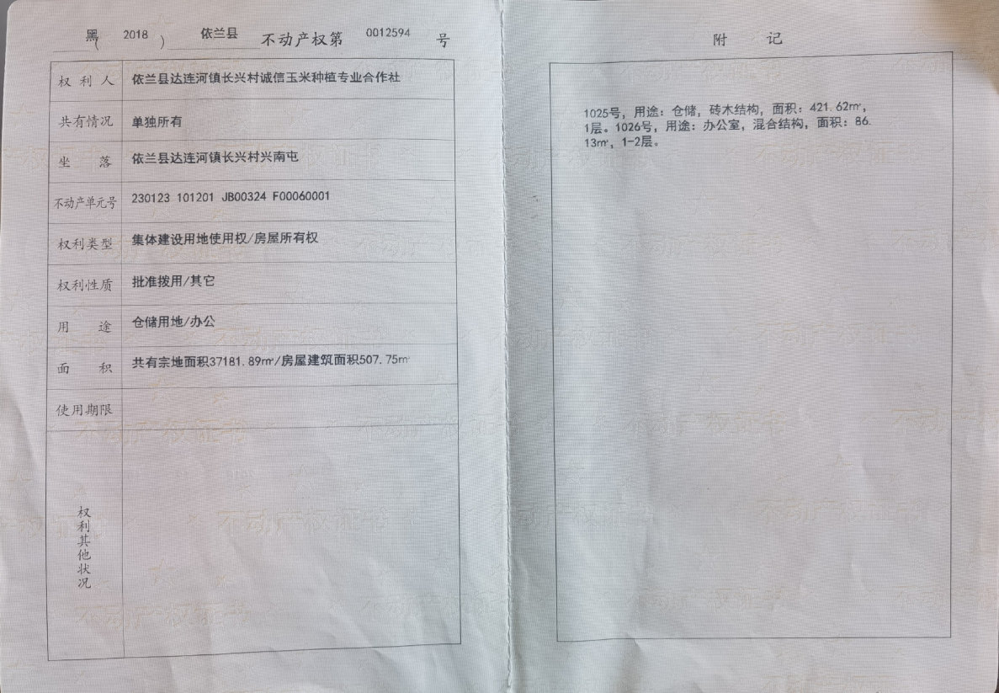 黑( 2018 )依兰县不动产权第0012594号
权利人 依兰县达连河镇长兴村诚信玉米种植专业合作社
共有情况 单独所有
坐落 依兰县达连河镇长兴村兴南屯
不动产单元号 230123 101201 JB00324 F00060001
权利类型 集体建设用地使用权/房屋所有权
权利性质 批准拨用/其它
用途 仓储用地/办公
面积 共有宗地面积37181.89㎡/房屋建筑面积507.75㎡
使用期限
权利其他状况
附记
1025号，用途：仓储，砖木结构，面积：421.62㎡，
1层。1026号，用途：办公室，混合结构，面积：86.
13㎡，1-2层。